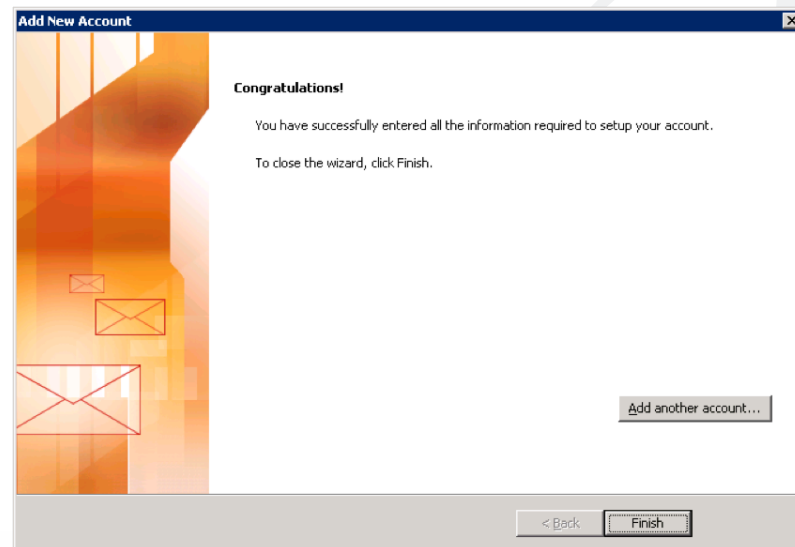 Add New Account
Congratulations!
You have successfully entered all the information required to setup your account.
To close the wizard, click Finish.
Add another account...
< Back
Finish